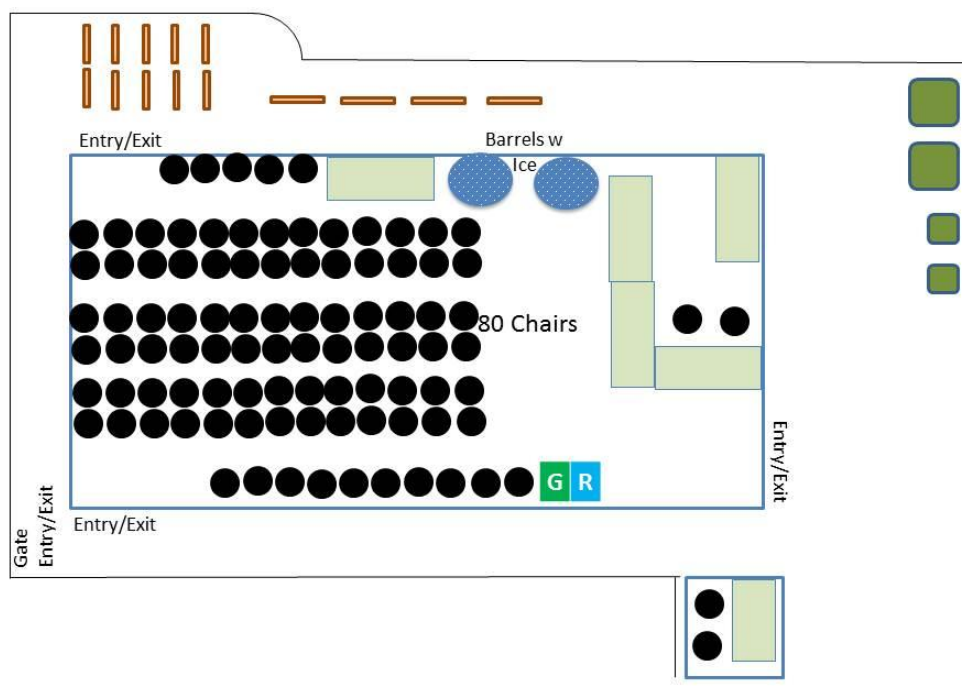 Entry/Exit
Barrels w
Ice
80 Chairs
G R
Entry/Exit
Entry/Exit
Gate
Entry/Exit